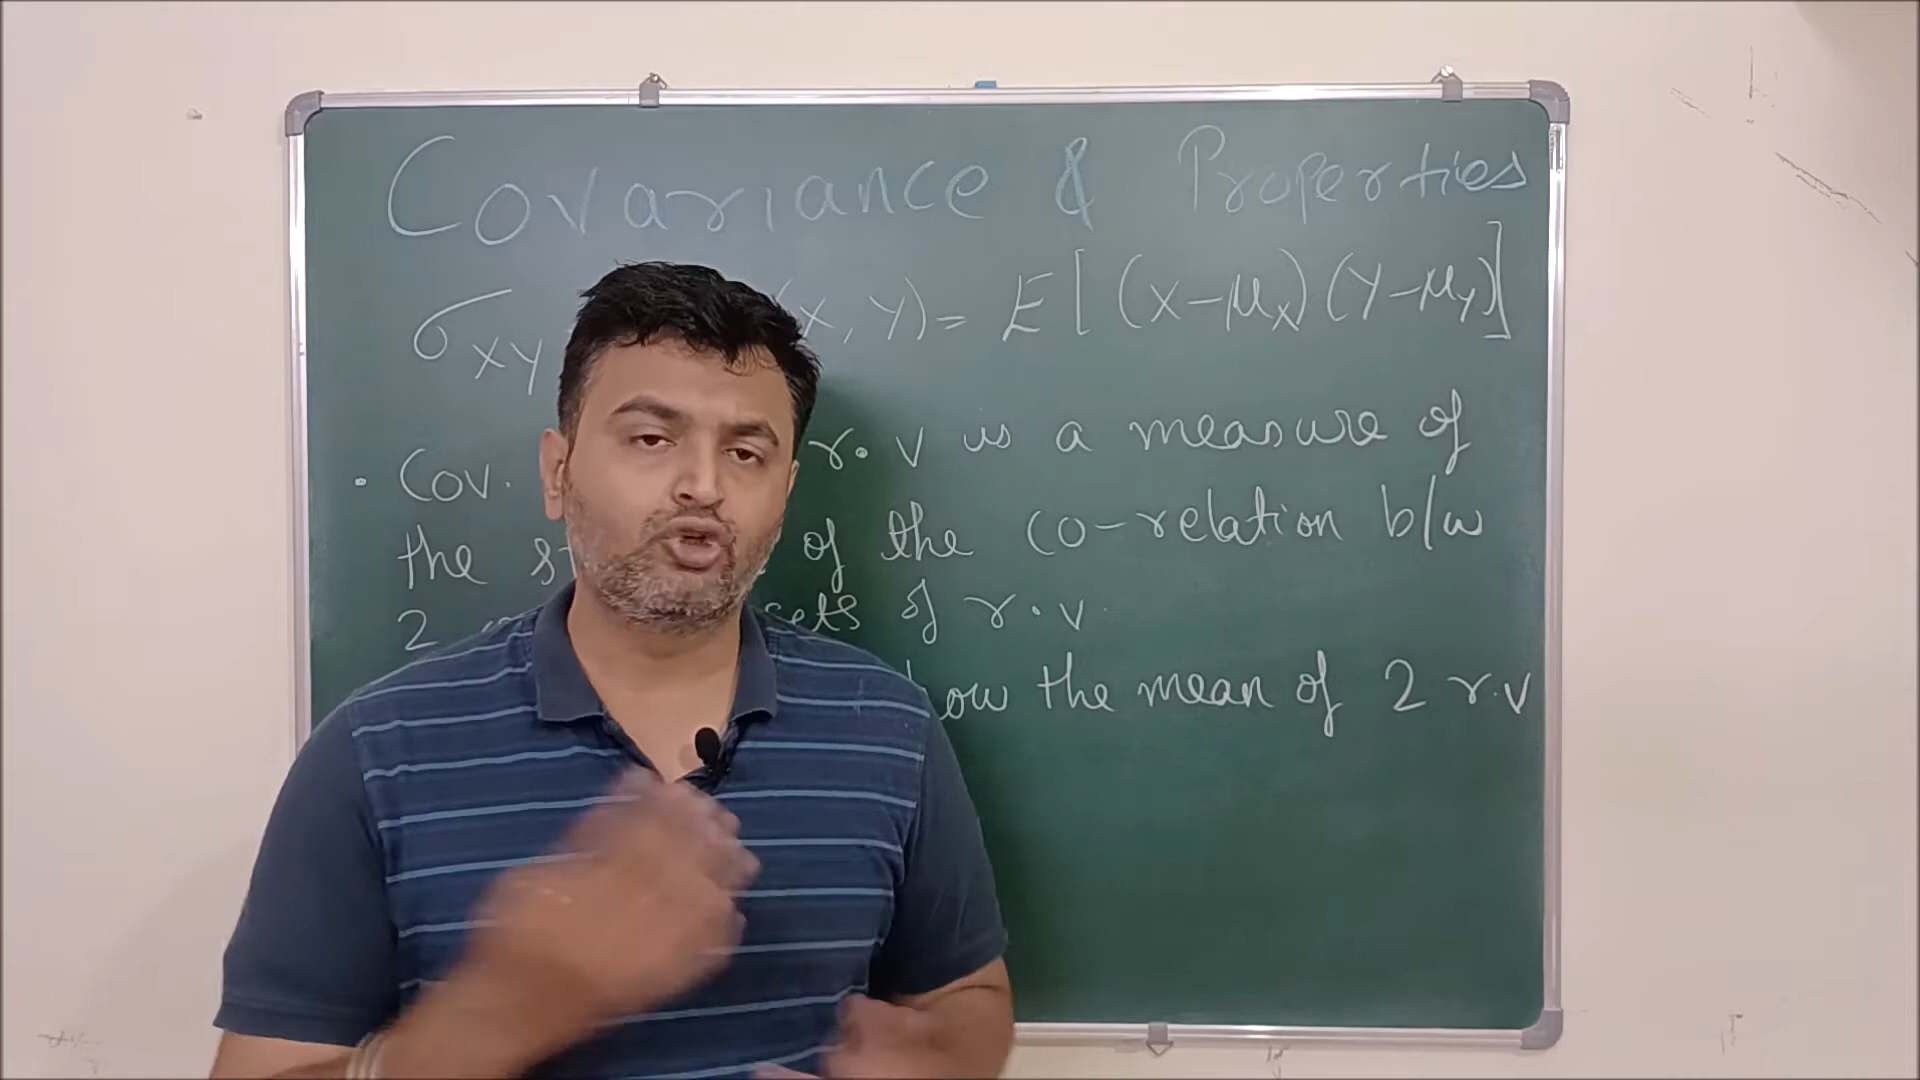 Covariance & Properties
σXY (X, Y) = E[(X-μX)(Y-μY)]
• Cov. r.v is a measure of
the of the co-relation b/w
2 sets of r.v.
how the mean of 2 r.v